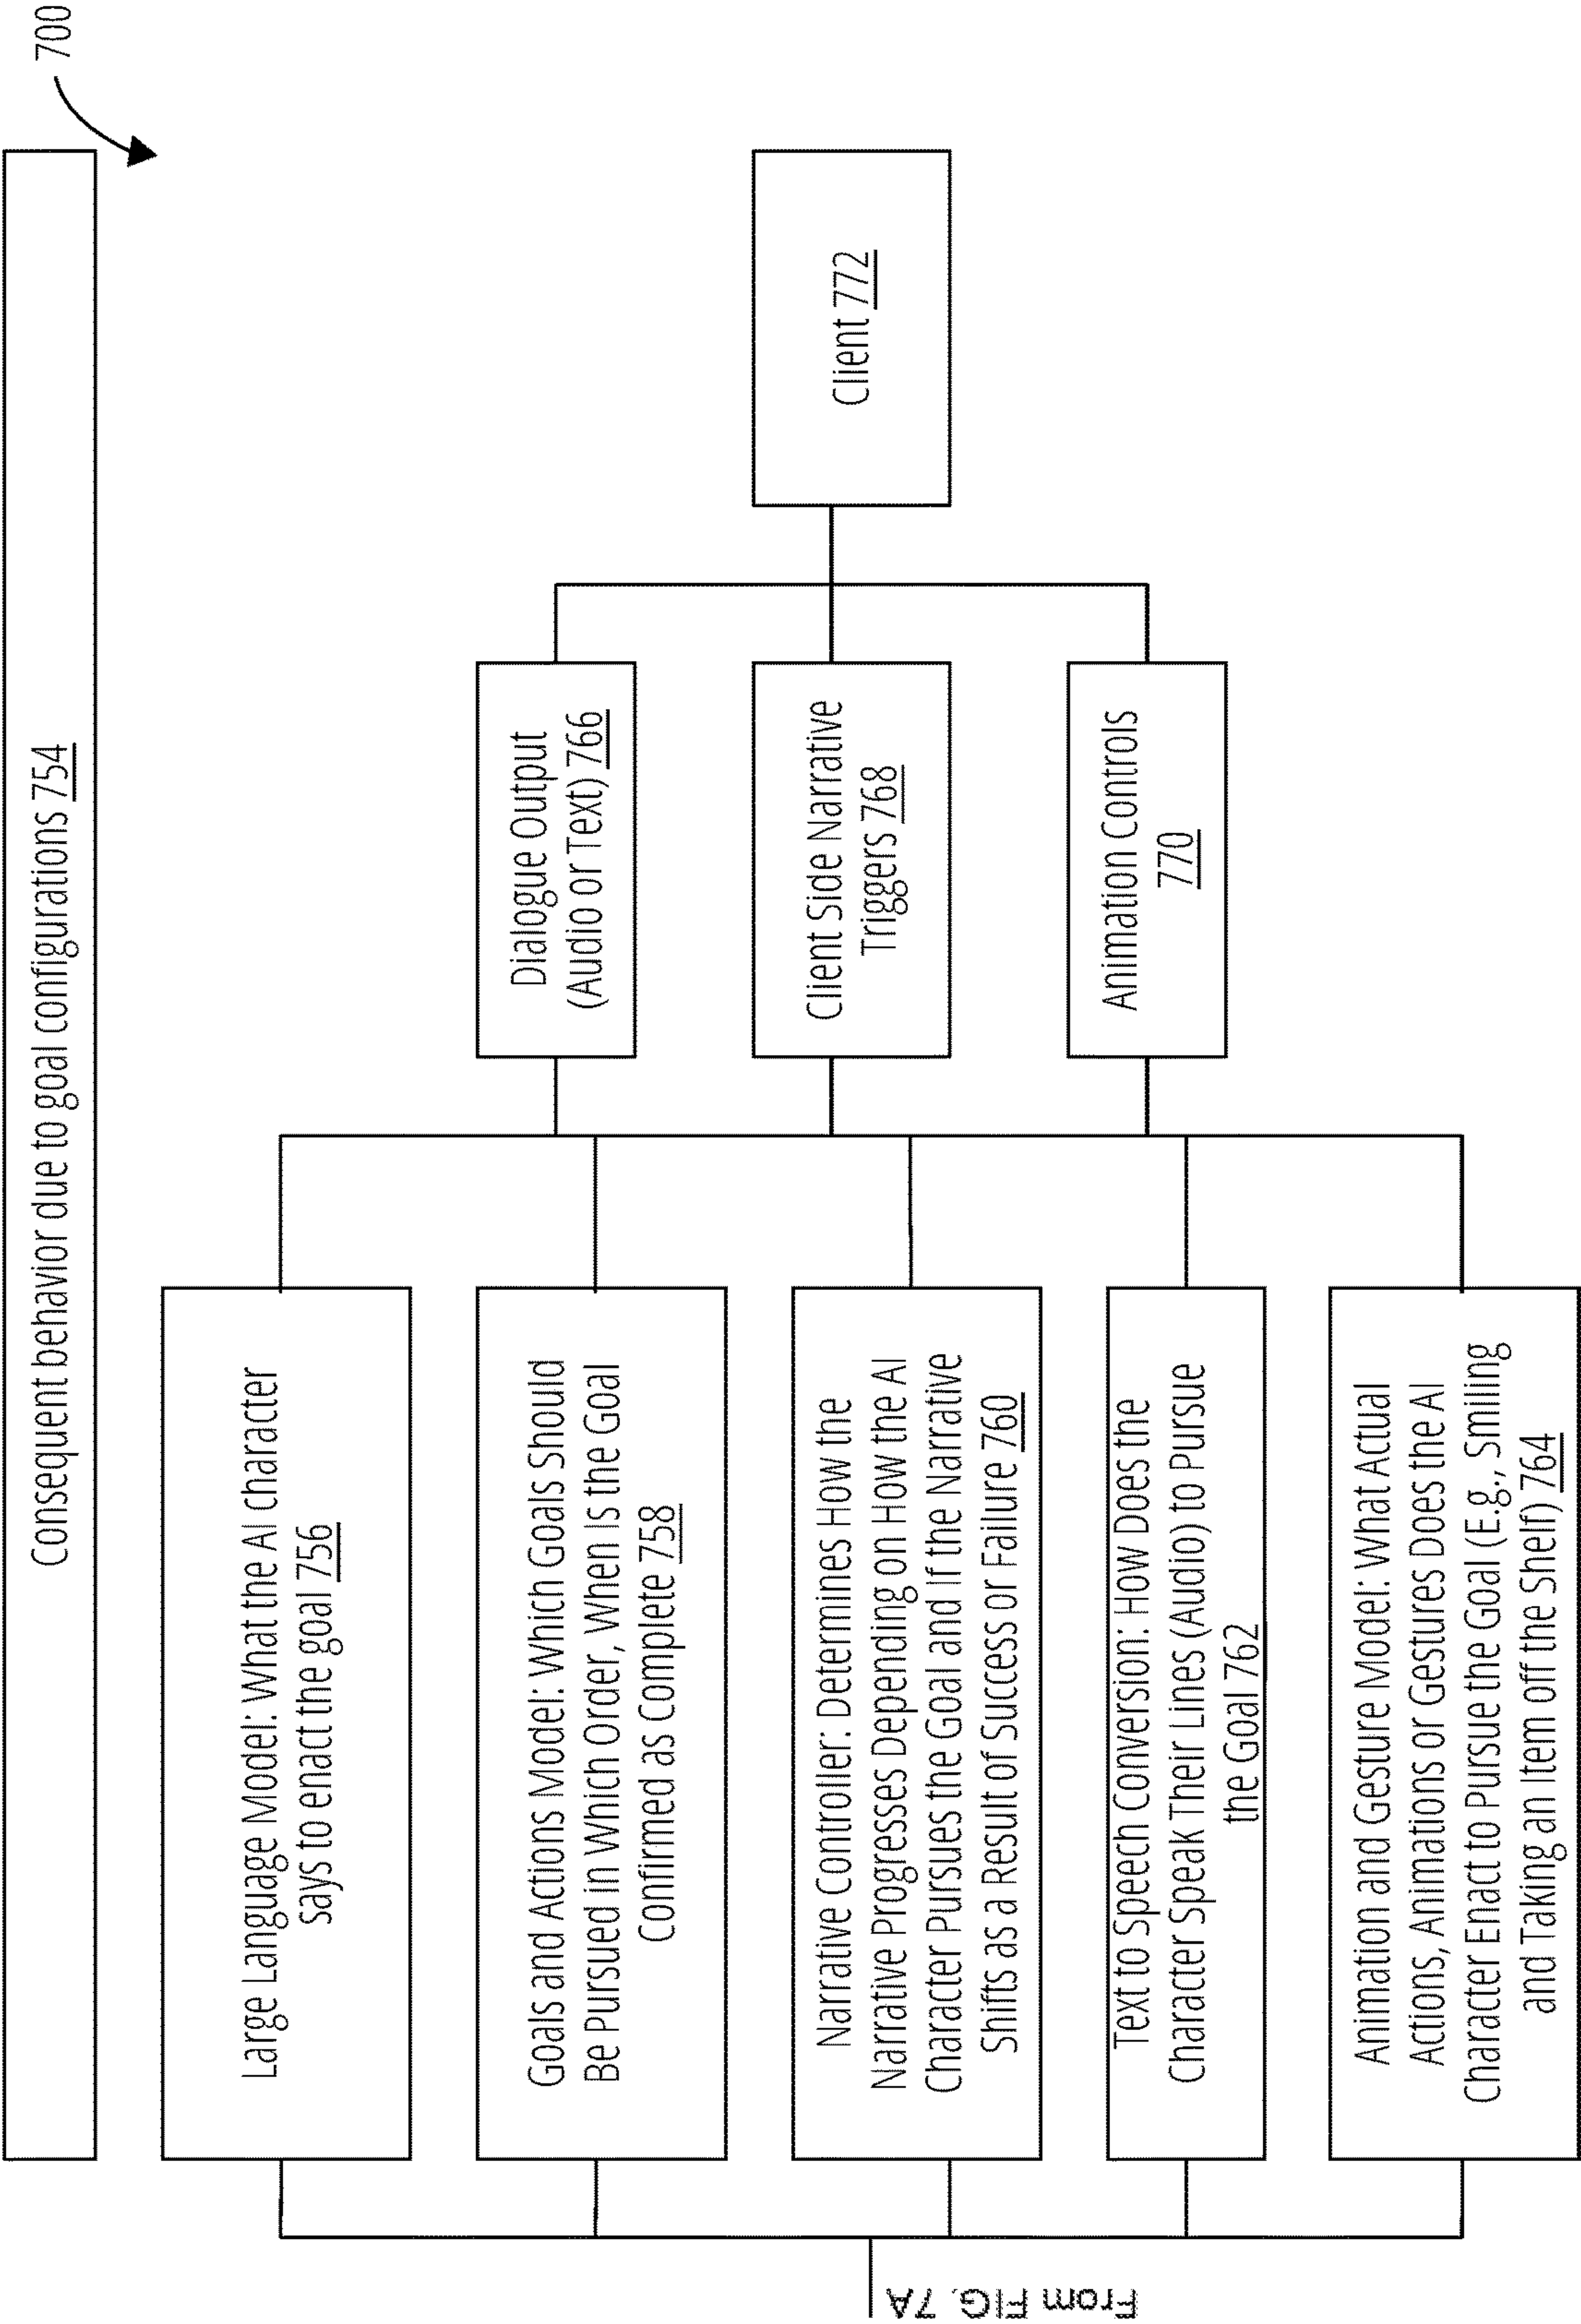 700
Consequent behavior due to goal configurations 754
From FIG. 7A
Large Language Model: What the AI character
says to enact the goal 756
Goals and Actions Model: Which Goals Should
Be Pursued in Which Order, When Is the Goal
Confirmed as Complete 758
Narrative Controller: Determines How the
Narrative Progresses Depending on How the AI
Character Pursues the Goal and If the Narrative
Shifts as a Result of Success or Failure 760
Text to Speech Conversion: How Does the
Character Speak Their Lines (Audio) to Pursue
the Goal 762
Animation and Gesture Model: What Actual
Actions, Animations or Gestures Does the AI
Character Enact to Pursue the Goal (E.g., Smiling
and Taking an Item off the Shelf) 764
Dialogue Output
(Audio or Text) 766
Client Side Narrative
Triggers 768
Animation Controls
770
Client 772